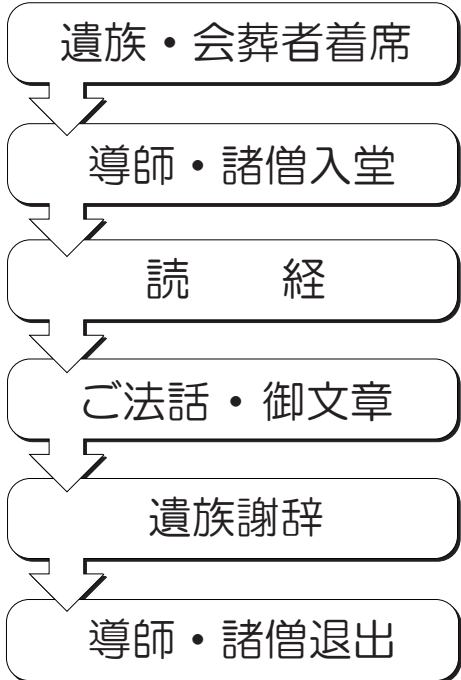 遺族・会葬者着席
導師・諸僧入堂
読　　経
ご法話・御文章
遺族謝辞
導師・諸僧退出